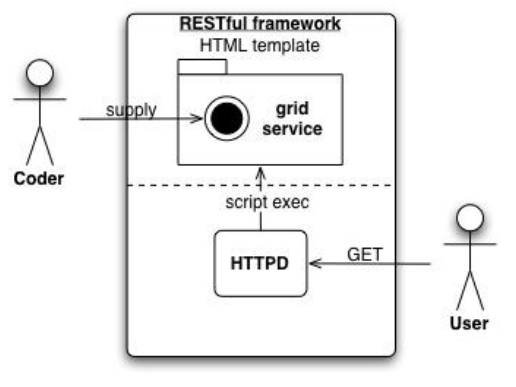 RESTful framework
HTML template
supply
grid
service
Coder
script exec
HTTPD
GET
User